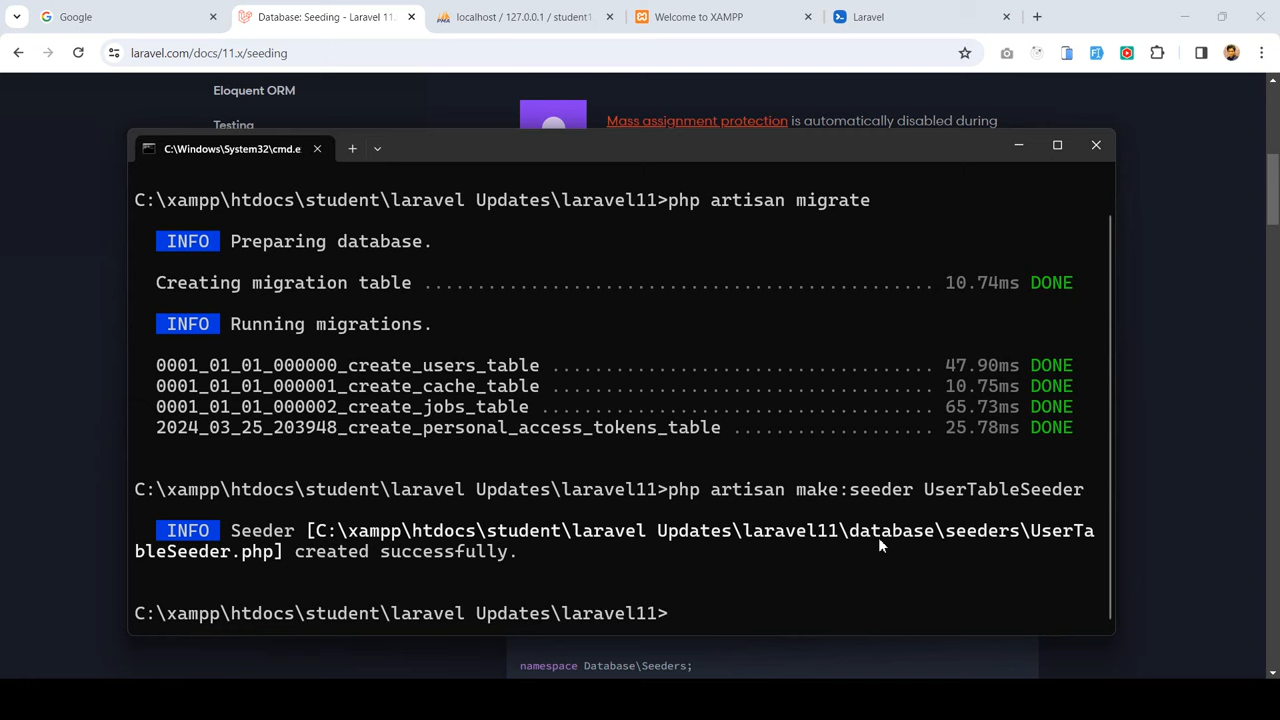 Google
Database: Seeding - Laravel 11.
localhost / 127.0.0.1 / student1
Welcome to XAMPP
Laravel
laravel.com/docs/11.x/seeding
Eloquent ORM
Testing
Mass assignment protection is automatically disabled during
C:\Windows\System32\cmd.e
C:\xampp\htdocs\student\laravel Updates\laravel11>php artisan migrate
INFO Preparing database.
Creating migration table ................................................ 10.74ms DONE
INFO Running migrations.
0001_01_01_000000_create_users_table .................................... 47.90ms DONE
0001_01_01_000001_create_cache_table .................................... 10.75ms DONE
0001_01_01_000002_create_jobs_table ..................................... 65.73ms DONE
2024_03_25_203948_create_personal_access_tokens_table ................... 25.78ms DONE
C:\xampp\htdocs\student\laravel Updates\laravel11>php artisan make:seeder UserTableSeeder
INFO Seeder [C:\xampp\htdocs\student\laravel Updates\laravel11\database\seeders\UserTa
bleSeeder.php] created successfully.
C:\xampp\htdocs\student\laravel Updates\laravel11>
namespace Database\Seeders;